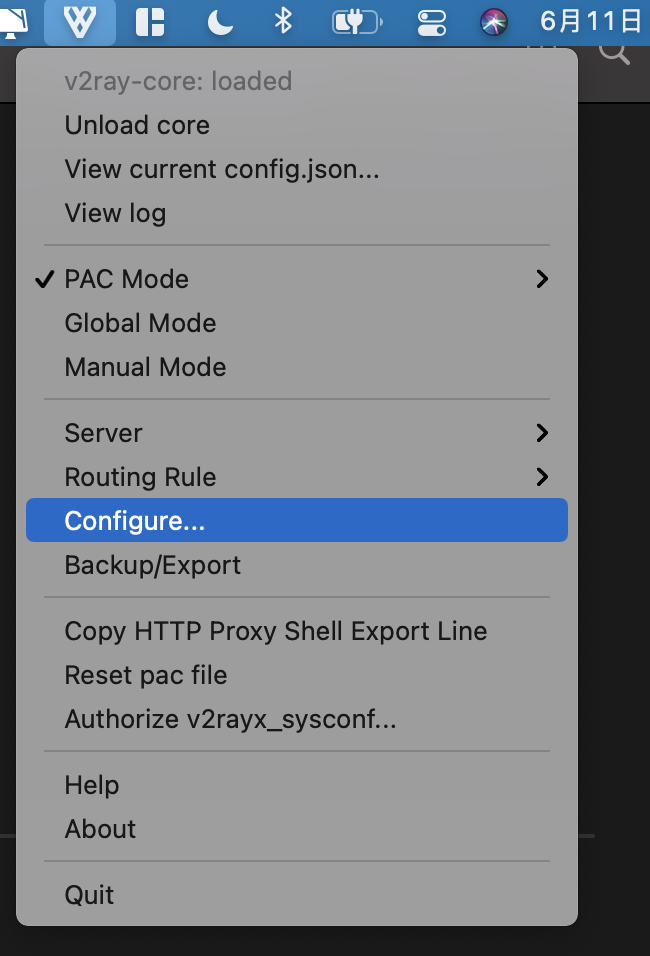 6月11日
v2ray-core: loaded
Unload core
View current config.json...
View log
PAC Mode
Global Mode
Manual Mode
Server
Routing Rule
Configure...
Backup/Export
Copy HTTP Proxy Shell Export Line
Reset pac file
Authorize v2rayx_sysconf...
Help
About
Quit